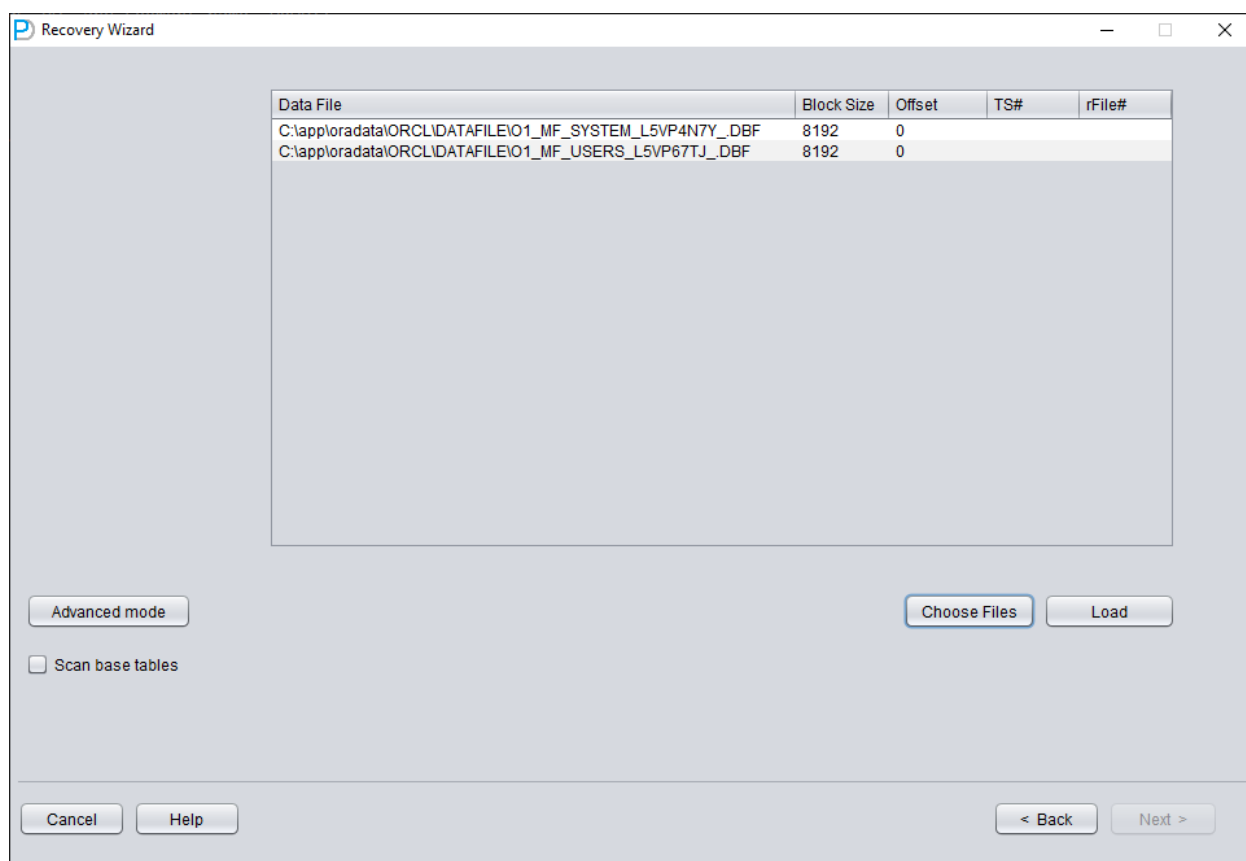 Recovery Wizard
Data File Block Size Offset TS# rFile#
C:\app\oradata\ORCL\DATAFILE\O1_MF_SYSTEM_L5VP4N7Y_.DBF 8192 0
C:\app\oradata\ORCL\DATAFILE\O1_MF_USERS_L5VP67TJ_.DBF 8192 0
Advanced mode Choose Files Load
Scan base tables
Cancel Help < Back Next >